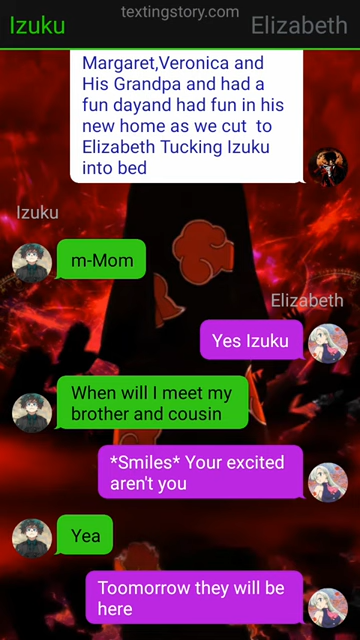 textingstory.com
Izuku
Elizabeth
Margaret,Veronica and
His Grandpa and had a
fun dayand had fun in his
new home as we cut to
Elizabeth Tucking Izuku
into bed
Izuku
m-Mom
Elizabeth
Yes Izuku
When will I meet my
brother and cousin
*Smiles* Your excited
aren't you
Yea
Toomorrow they will be
here